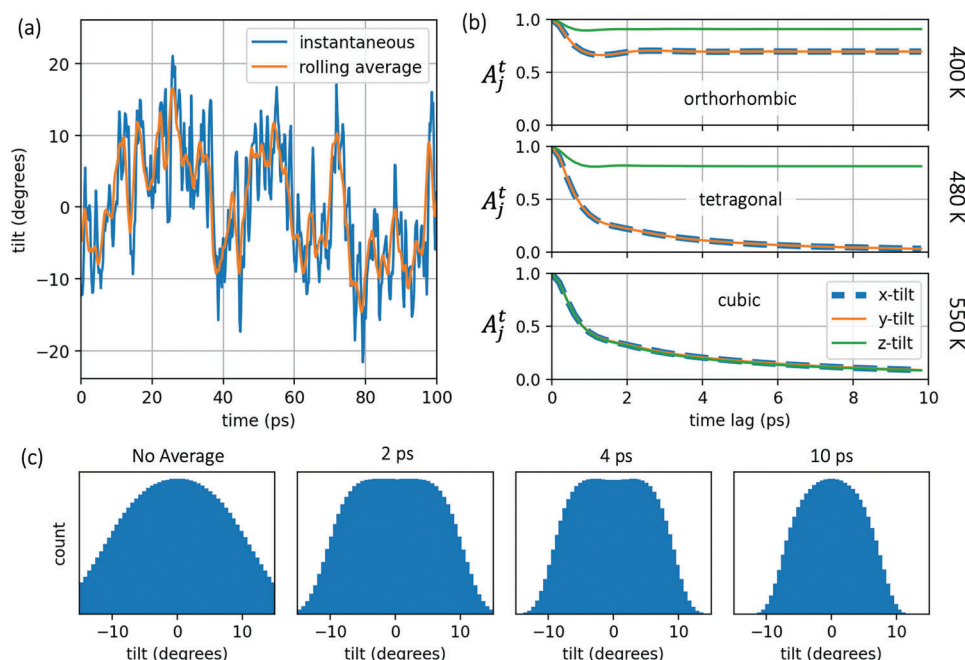 (a)
instantaneous
rolling average
20
10
0
−10
−20
tilt (degrees)
0 20 40 60 80 100
time (ps)
(b)
1.0
0.5
0.0
A_j^t
orthorhombic
400 K
1.0
0.5
0.0
A_j^t
tetragonal
480 K
1.0
0.5
0.0
A_j^t
cubic
x-tilt
y-tilt
z-tilt
550 K
0 2 4 6 8 10
time lag (ps)
(c)
No Average 2 ps 4 ps 10 ps
count
−10 0 10 −10 0 10 −10 0 10 −10 0 10
tilt (degrees) tilt (degrees) tilt (degrees) tilt (degrees)